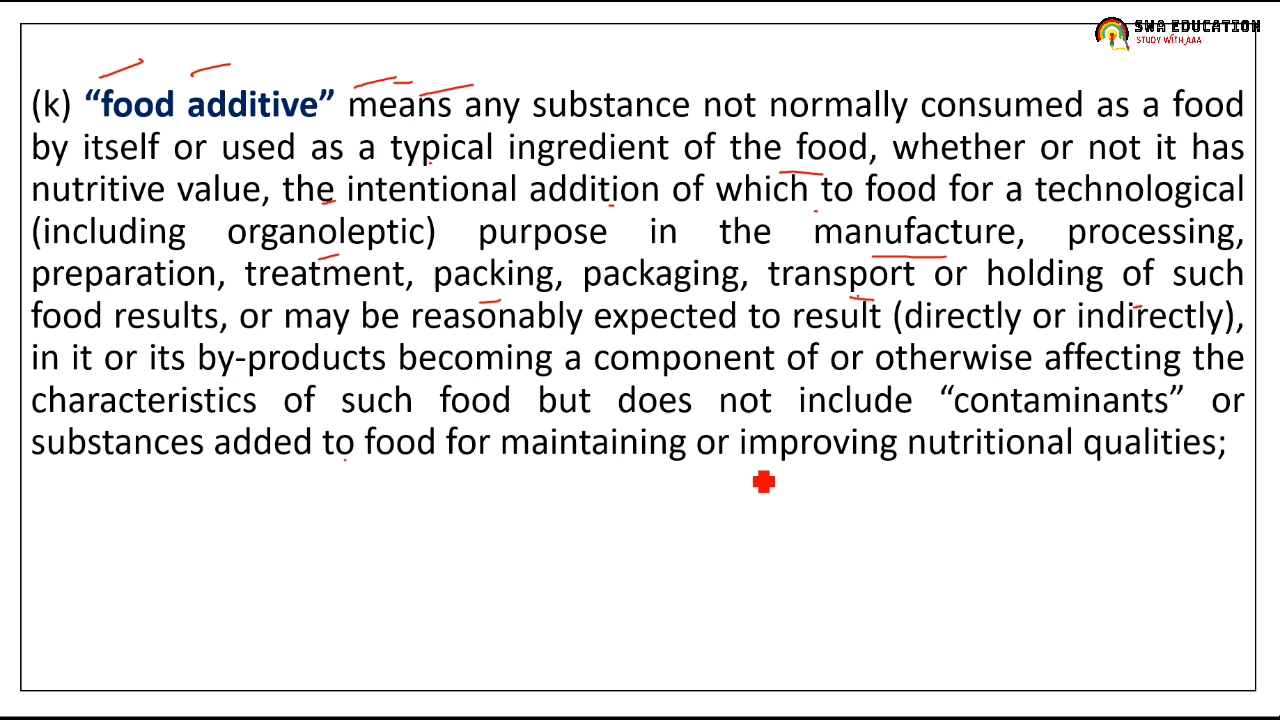 SWA EDUCATION
STUDY WITH AAA
(k) “food additive” means any substance not normally consumed as a food
by itself or used as a typical ingredient of the food, whether or not it has
nutritive value, the intentional addition of which to food for a technological
(including organoleptic) purpose in the manufacture, processing,
preparation, treatment, packing, packaging, transport or holding of such
food results, or may be reasonably expected to result (directly or indirectly),
in it or its by-products becoming a component of or otherwise affecting the
characteristics of such food but does not include “contaminants” or
substances added to food for maintaining or improving nutritional qualities;